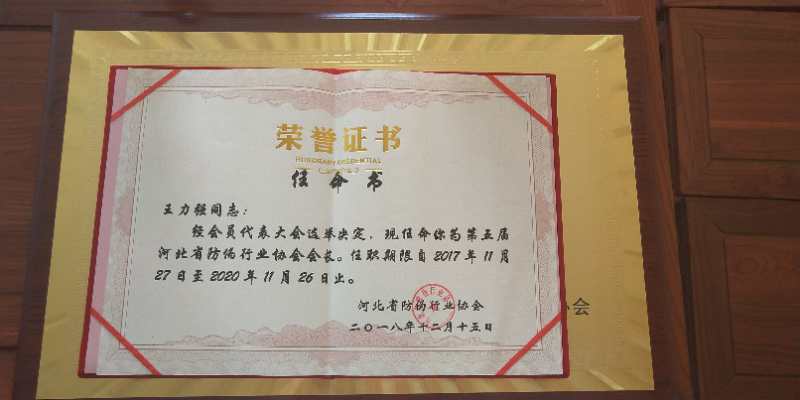 荣誉证书
HONORARY CREDENTIAL
任命书
王力强同志：
经会员代表大会选举决定，现任命你为第五届
河北省防伪行业协会会长。任职期限自2017年11月
27日至2020年11月26日止。
河北省防伪行业协会
二〇一八年十二月十五日
协会